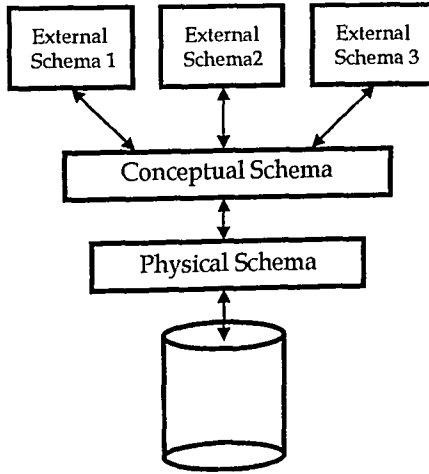 External
Schema 1
External
Schema2
External
Schema 3
Conceptual Schema
Physical Schema